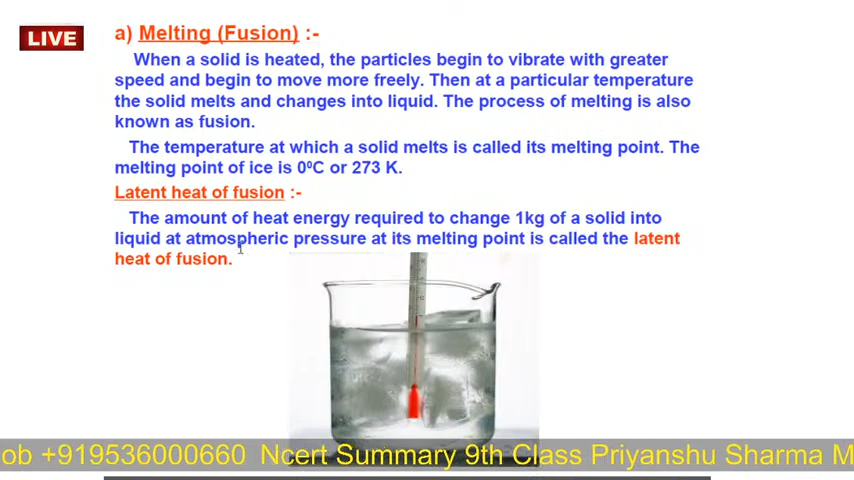 LIVE
a) Melting (Fusion) :-
When a solid is heated, the particles begin to vibrate with greater
speed and begin to move more freely. Then at a particular temperature
the solid melts and changes into liquid. The process of melting is also
known as fusion.
The temperature at which a solid melts is called its melting point. The
melting point of ice is 0⁰C or 273 K.
Latent heat of fusion :-
The amount of heat energy required to change 1kg of a solid into
liquid at atmospheric pressure at its melting point is called the latent
heat of fusion.
ob +919536000660 Ncert Summary 9th Class Priyanshu Sharma M